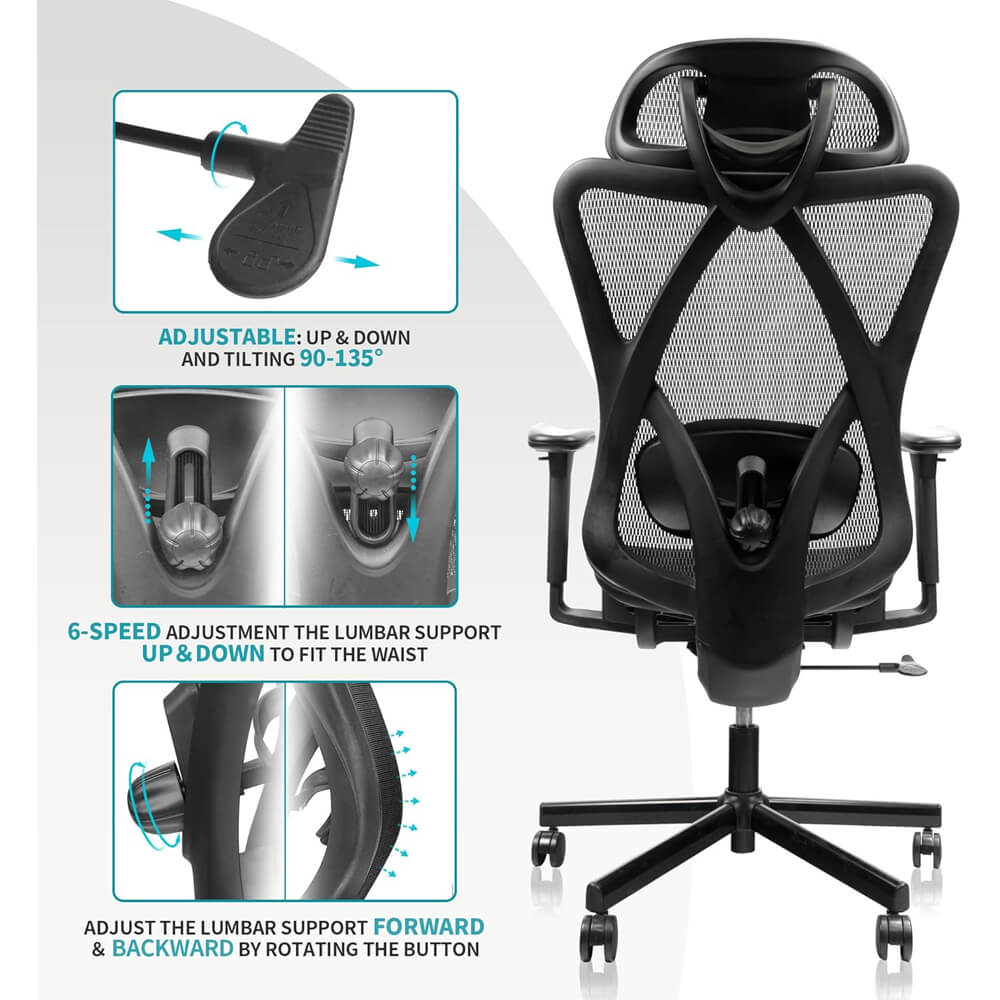 ADJUSTABLE: UP & DOWN
AND TILTING 90-135°
6-SPEED ADJUSTMENT THE LUMBAR SUPPORT
UP & DOWN TO FIT THE WAIST
ADJUST THE LUMBAR SUPPORT FORWARD
& BACKWARD BY ROTATING THE BUTTON